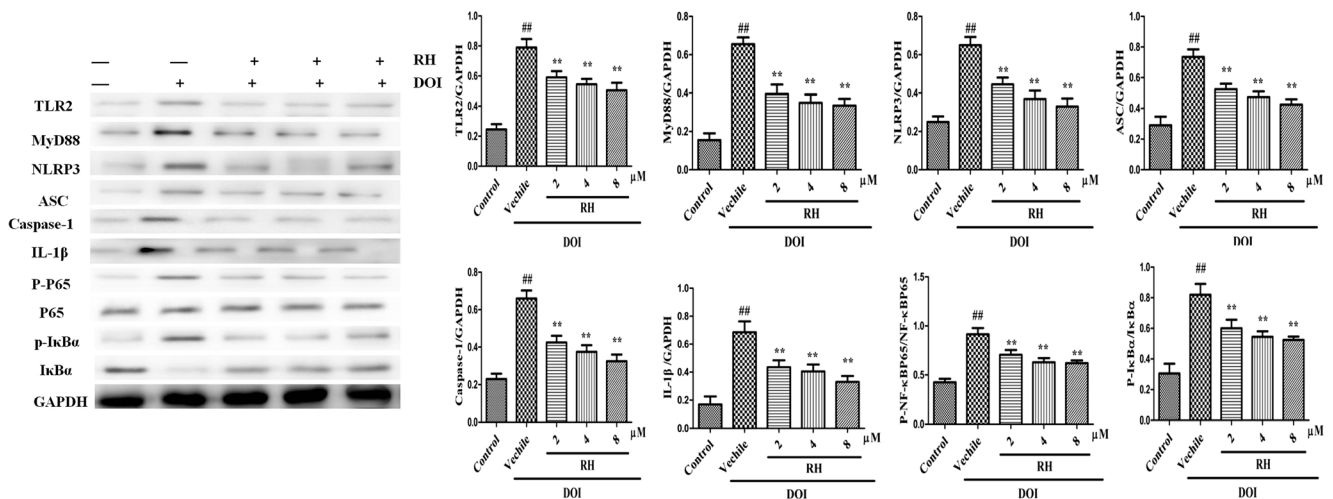 — — + + + RH
— + + + + DOI
TLR2
MyD88
NLRP3
ASC
Caspase-1
IL-1β
P-P65
P65
p-IκBα
IκBα
GAPDH
TLR2/GAPDH
1.0
0.8
0.6
0.4
0.2
0.0
##
** ** **
Control Vechile 2 4 8 μM
RH
DOI
MyD88/GAPDH
0.8
0.6
0.4
0.2
0.0
##
** ** **
Control Vechile 2 4 8 μM
RH
DOI
NLRP3/GAPDH
0.8
0.6
0.4
0.2
0.0
##
** ** **
Control Vechile 2 4 8 μM
RH
DOI
ASC/GAPDH
1.0
0.8
0.6
0.4
0.2
0.0
##
** ** **
Control Vechile 2 4 8 μM
RH
DOI
Caspase-1/GAPDH
0.8
0.6
0.4
0.2
0.0
##
** ** **
Control Vechile 2 4 8 μM
RH
DOI
IL-1β/GAPDH
1.0
0.8
0.6
0.4
0.2
0.0
##
** ** **
Control Vechile 2 4 8 μM
RH
DOI
P-NF-κBP65/NF-κBP65
1.5
1.0
0.5
0.0
##
** ** **
Control Vechile 2 4 8 μM
RH
DOI
P-IκBα/IκBα
1.0
0.8
0.6
0.4
0.2
0.0
##
** ** **
Control Vechile 2 4 8 μM
RH
DOI